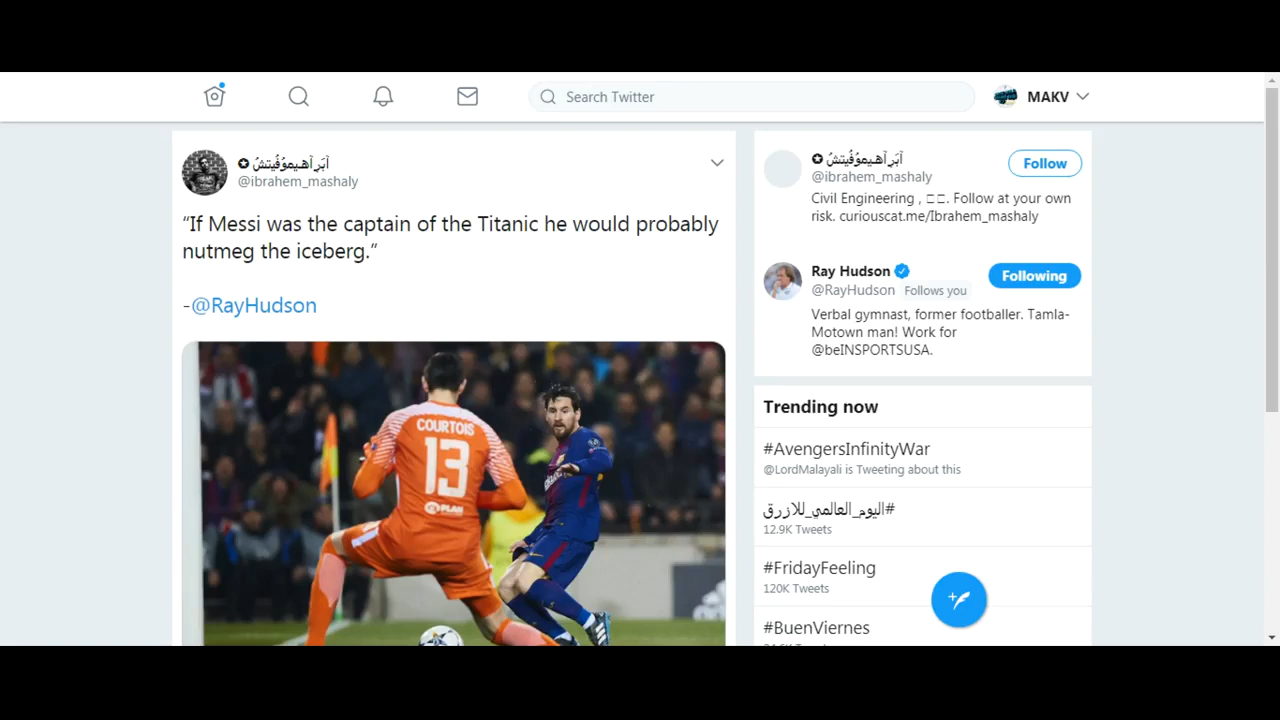 Search Twitter
MAKV
@ibrahem_mashaly
“If Messi was the captain of the Titanic he would probably
nutmeg the iceberg.”
-@RayHudson
COURTOIS
13
PLAN
@ibrahem_mashaly
Follow
Civil Engineering , □□. Follow at your own
risk. curiouscat.me/Ibrahem_mashaly
Ray Hudson
Following
@RayHudson Follows you
Verbal gymnast, former footballer. Tamla-
Motown man! Work for
@beINSPORTSUSA.
Trending now
#AvengersInfinityWar
@LordMalayali is Tweeting about this
#اليوم_العالمي_للازرق
12.9K Tweets
#FridayFeeling
120K Tweets
#BuenViernes